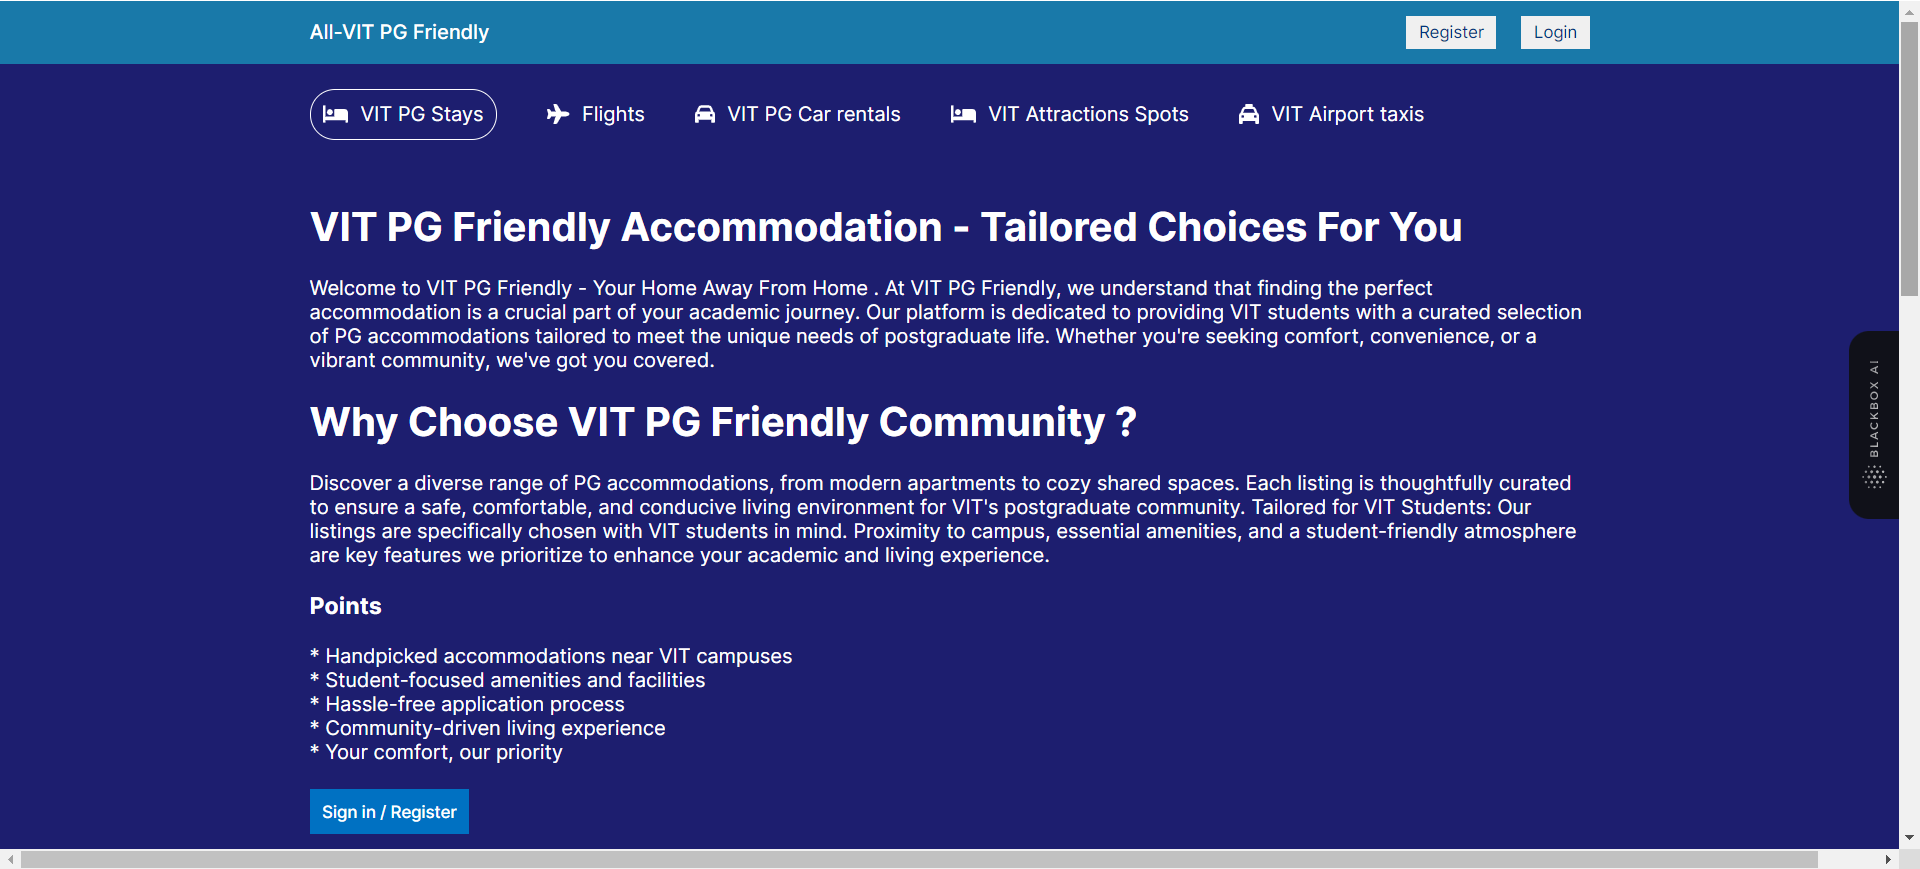 All-VIT PG Friendly
Register
Login
VIT PG Stays
Flights
VIT PG Car rentals
VIT Attractions Spots
VIT Airport taxis
VIT PG Friendly Accommodation - Tailored Choices For You
Welcome to VIT PG Friendly - Your Home Away From Home . At VIT PG Friendly, we understand that finding the perfect
accommodation is a crucial part of your academic journey. Our platform is dedicated to providing VIT students with a curated selection
of PG accommodations tailored to meet the unique needs of postgraduate life. Whether you're seeking comfort, convenience, or a
vibrant community, we've got you covered.
Why Choose VIT PG Friendly Community ?
Discover a diverse range of PG accommodations, from modern apartments to cozy shared spaces. Each listing is thoughtfully curated
to ensure a safe, comfortable, and conducive living environment for VIT's postgraduate community. Tailored for VIT Students: Our
listings are specifically chosen with VIT students in mind. Proximity to campus, essential amenities, and a student-friendly atmosphere
are key features we prioritize to enhance your academic and living experience.
Points
* Handpicked accommodations near VIT campuses
* Student-focused amenities and facilities
* Hassle-free application process
* Community-driven living experience
* Your comfort, our priority
Sign in / Register
BLACKBOX AI